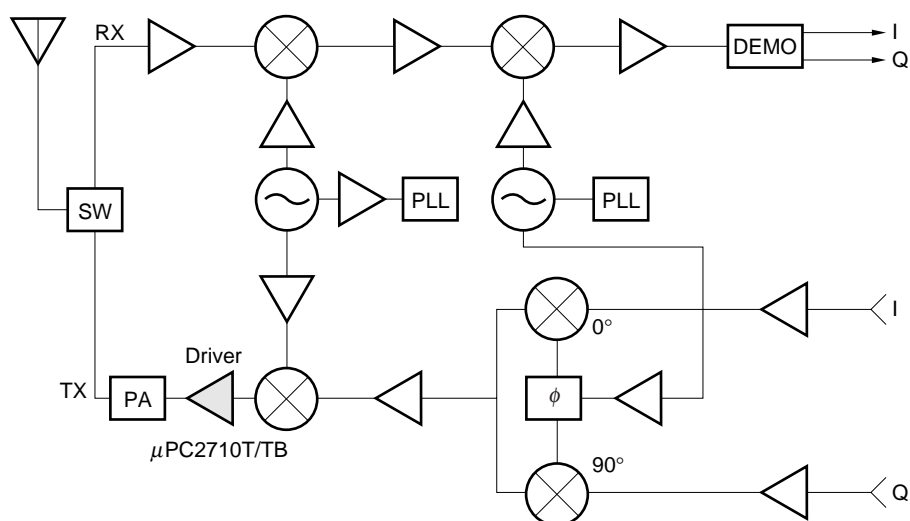 RX
DEMO
I
Q
SW
PLL
PLL
0°
I
Driver
TX
PA
ϕ
μPC2710T/TB
90°
Q